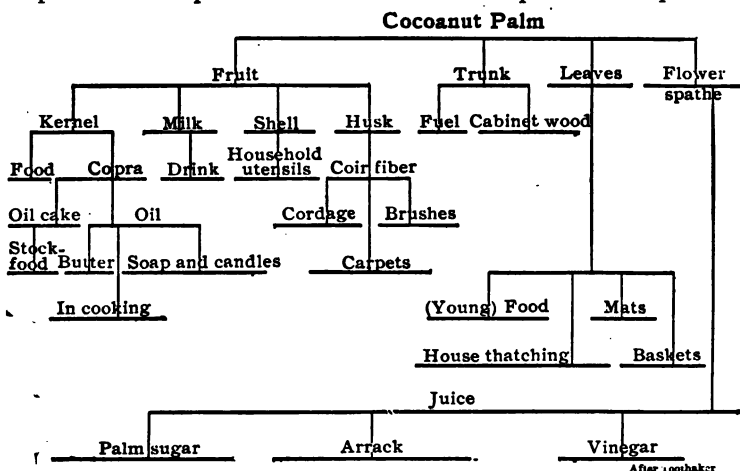 Cocoanut Palm
Fruit Trunk Leaves Flower
spathe
Kernel Milk Shell Husk Fuel Cabinet wood
Food Copra Drink Household
utensils Coir fiber
Oil cake Oil Cordage Brushes
Stock-
food Butter Soap and candles Carpets
In cooking (Young) Food Mats
House thatching Baskets
Juice
Palm sugar Arrack Vinegar
After Toothaker